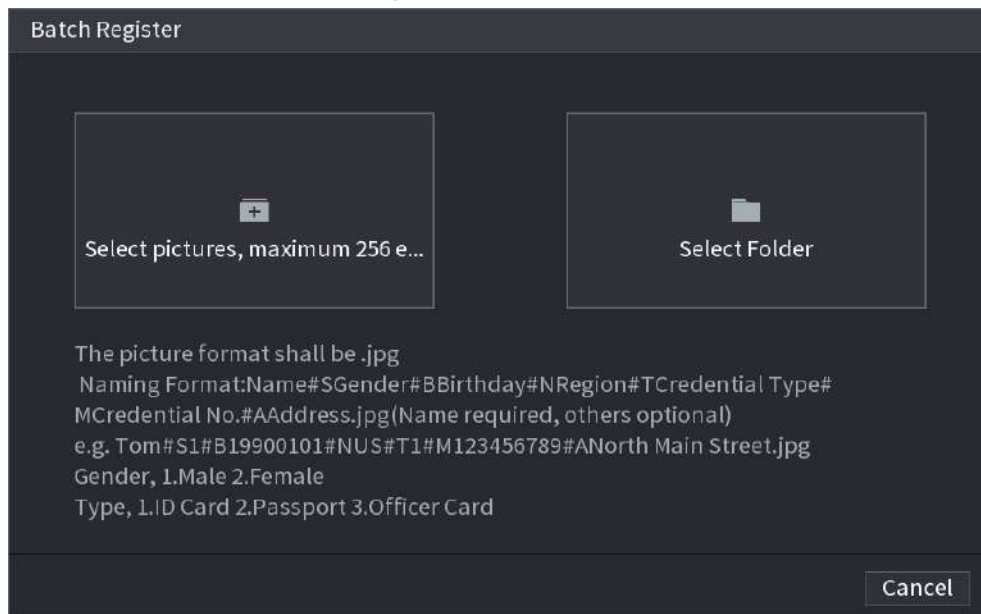 Batch Register
Select pictures, maximum 256 e...
Select Folder
The picture format shall be .jpg
Naming Format:Name#SGender#BBirthday#NRegion#TCredential Type#
MCredential No.#AAddress.jpg(Name required, others optional)
e.g. Tom#S1#B19900101#NUS#T1#M123456789#ANorth Main Street.jpg
Gender, 1.Male 2.Female
Type, 1.ID Card 2.Passport 3.Officer Card
Cancel